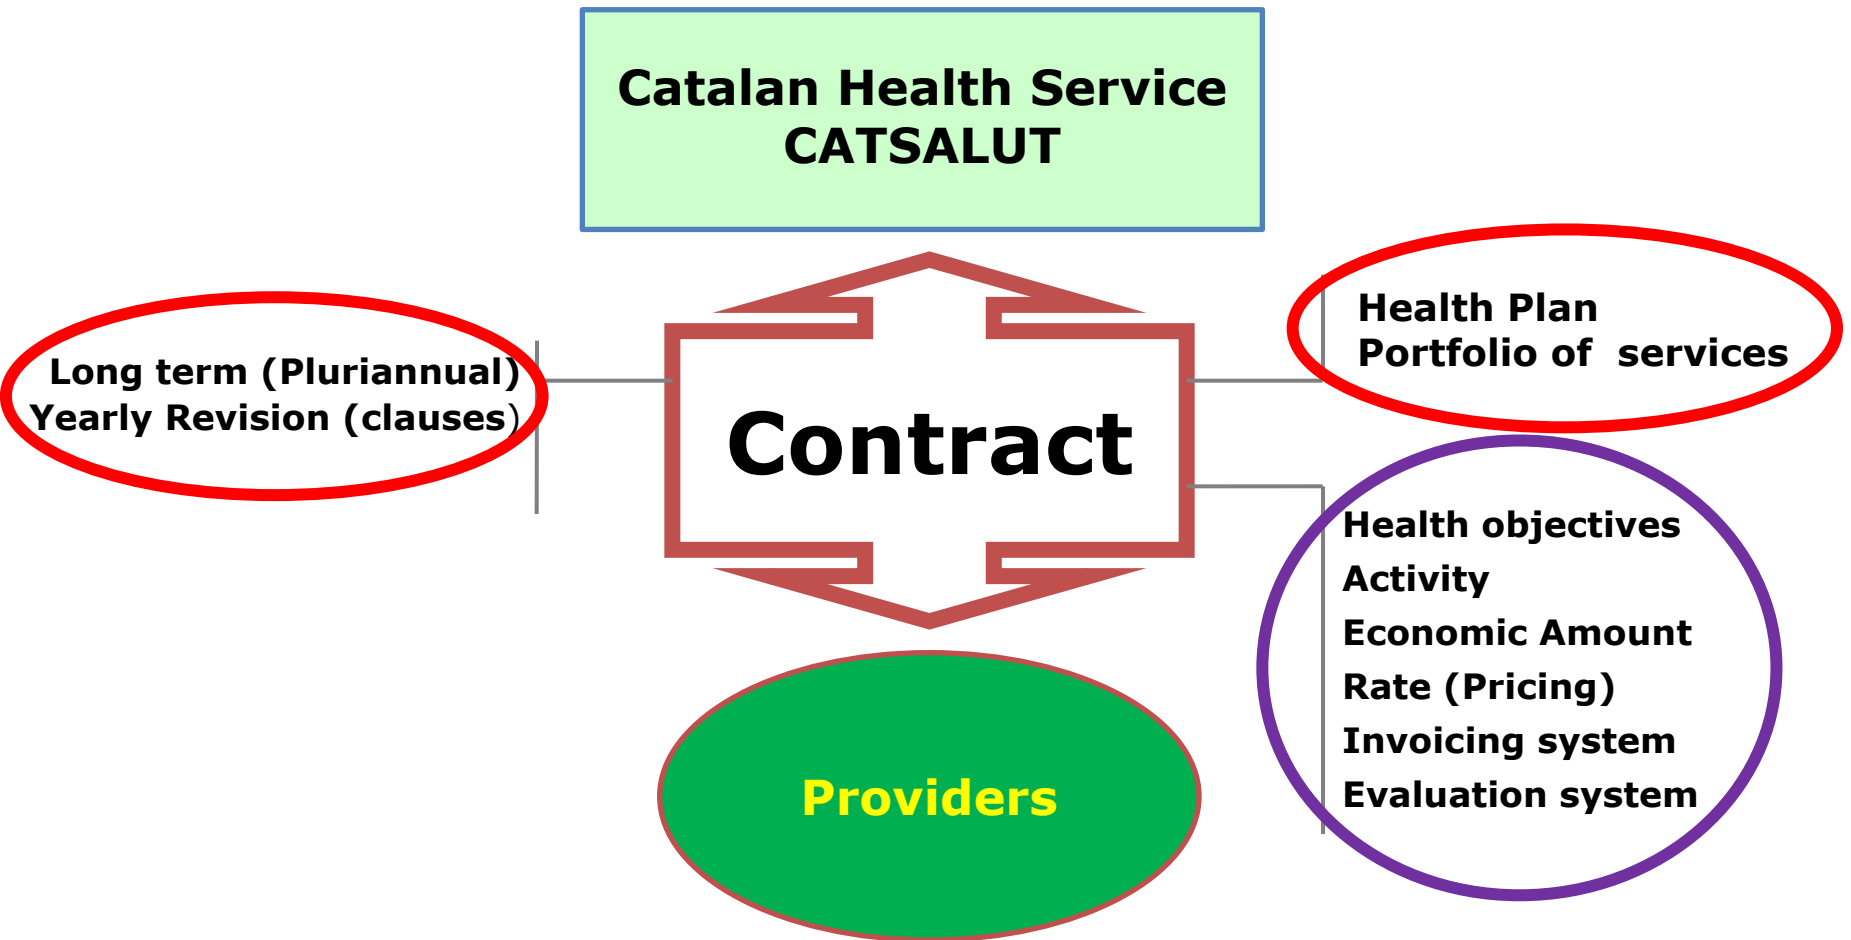 Catalan Health Service
CATSALUT
Long term (Pluriannual)
Yearly Revision (clauses)
Contract
Health Plan
Portfolio of  services
Health objectives
Activity
Economic Amount
Rate (Pricing)
Invoicing system
Evaluation system
Providers